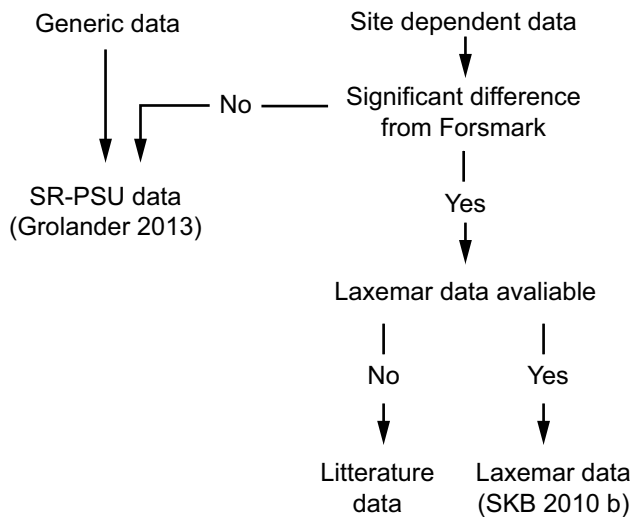 Generic data
Site dependent data
Significant difference
from Forsmark
No
SR-PSU data
(Grolander 2013)
Yes
Laxemar data avaliable
No
Yes
Litterature
data
Laxemar data
(SKB 2010 b)